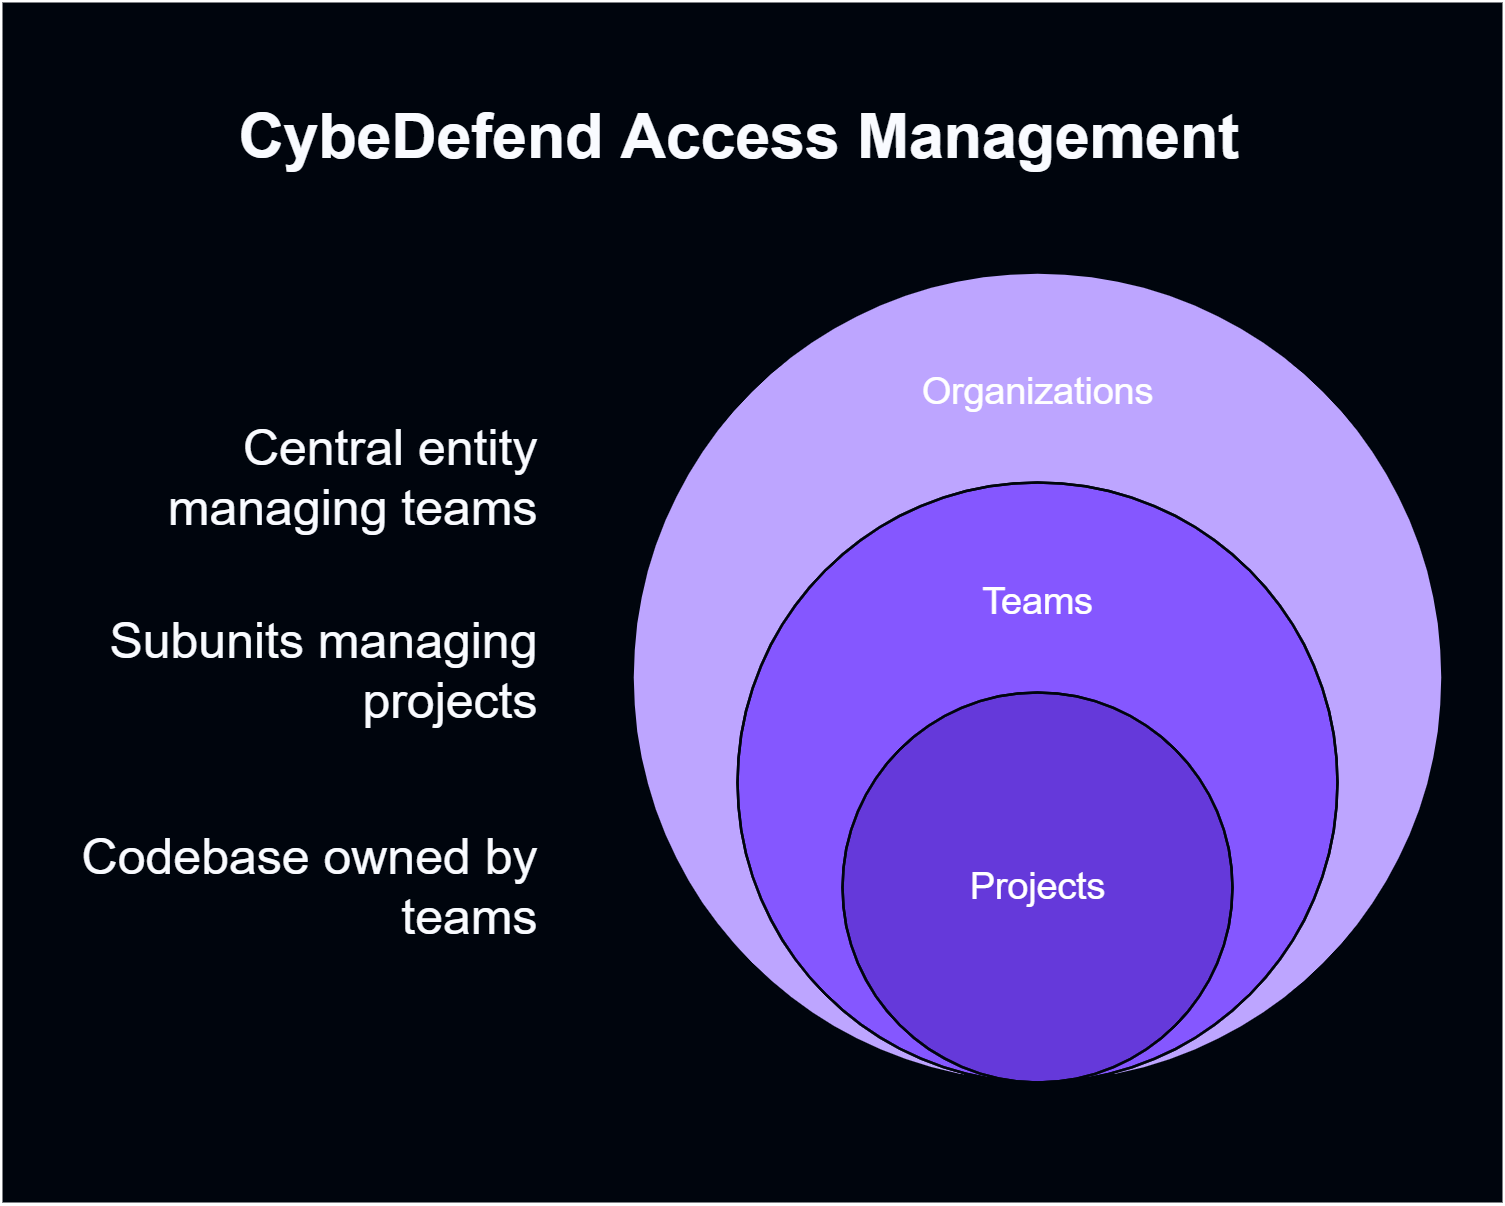 CybeDefend Access Management
Organizations
Central entity
managing teams
Teams
Subunits managing
projects
Projects
Codebase owned by
teams